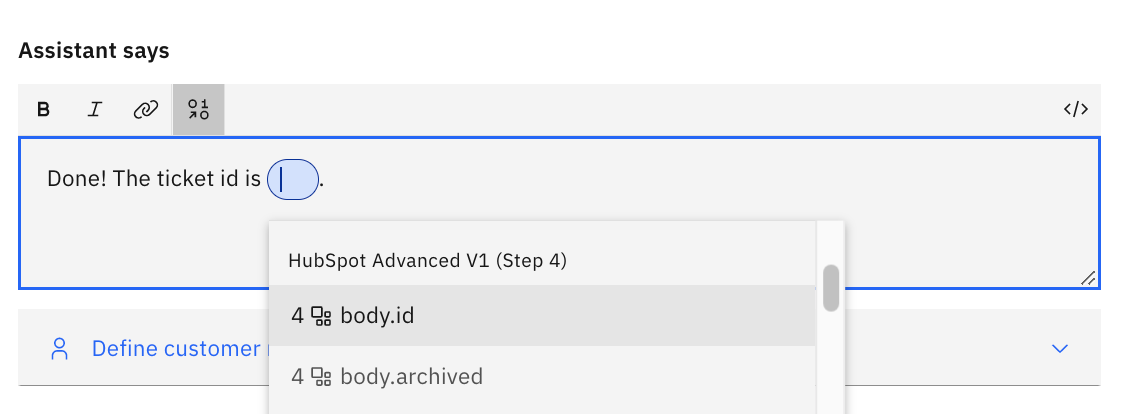 Assistant says
B I </>
Done! The ticket id is .
HubSpot Advanced V1 (Step 4)
4 body.id
Define customer
4 body.archived